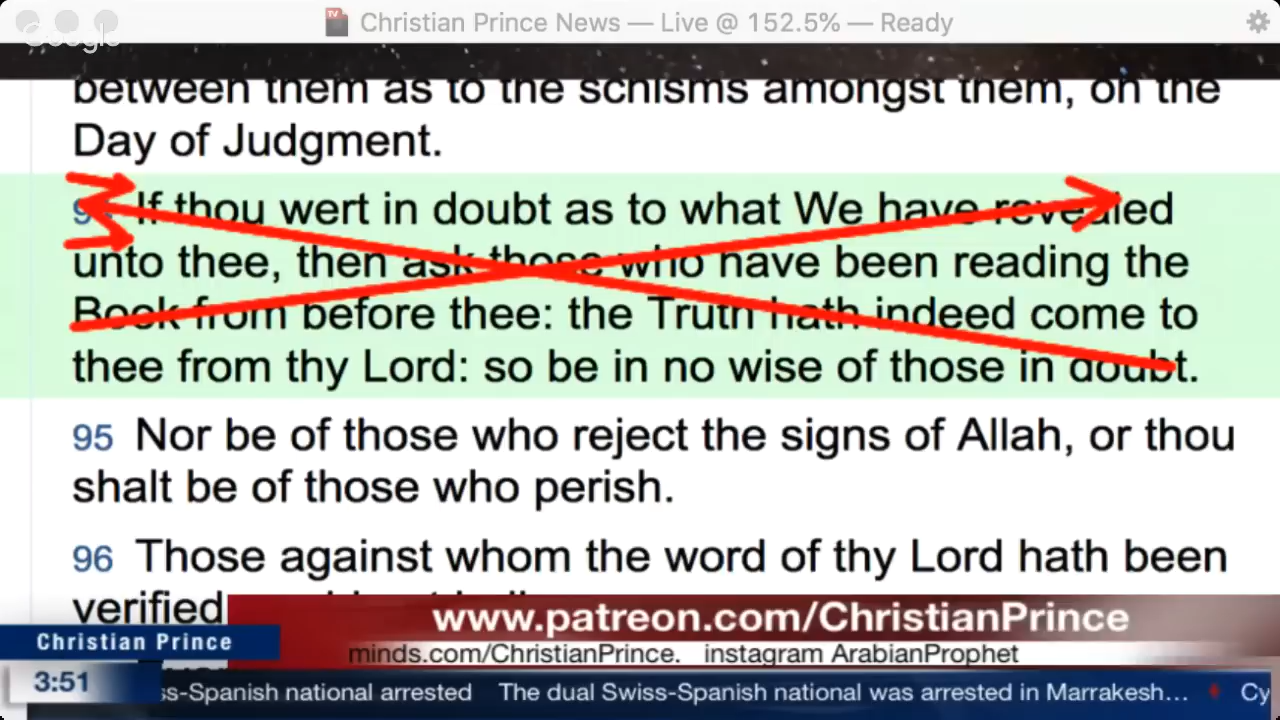 Christian Prince News — Live @ 152.5% — Ready
Google
between them as to the schisms amongst them, on the
Day of Judgment.
If thou wert in doubt as to what We have revealed
unto thee, then ask those who have been reading the
Book from before thee: the Truth hath indeed come to
thee from thy Lord: so be in no wise of those in doubt.
95 Nor be of those who reject the signs of Allah, or thou
shalt be of those who perish.
96 Those against whom the word of thy Lord hath been
verified
www.patreon.com/ChristianPrince
Christian Prince
minds.com/ChristianPrince. instagram ArabianProphet
3:51
ss-Spanish national arrested The dual Swiss-Spanish national was arrested in Marrakesh... Cy